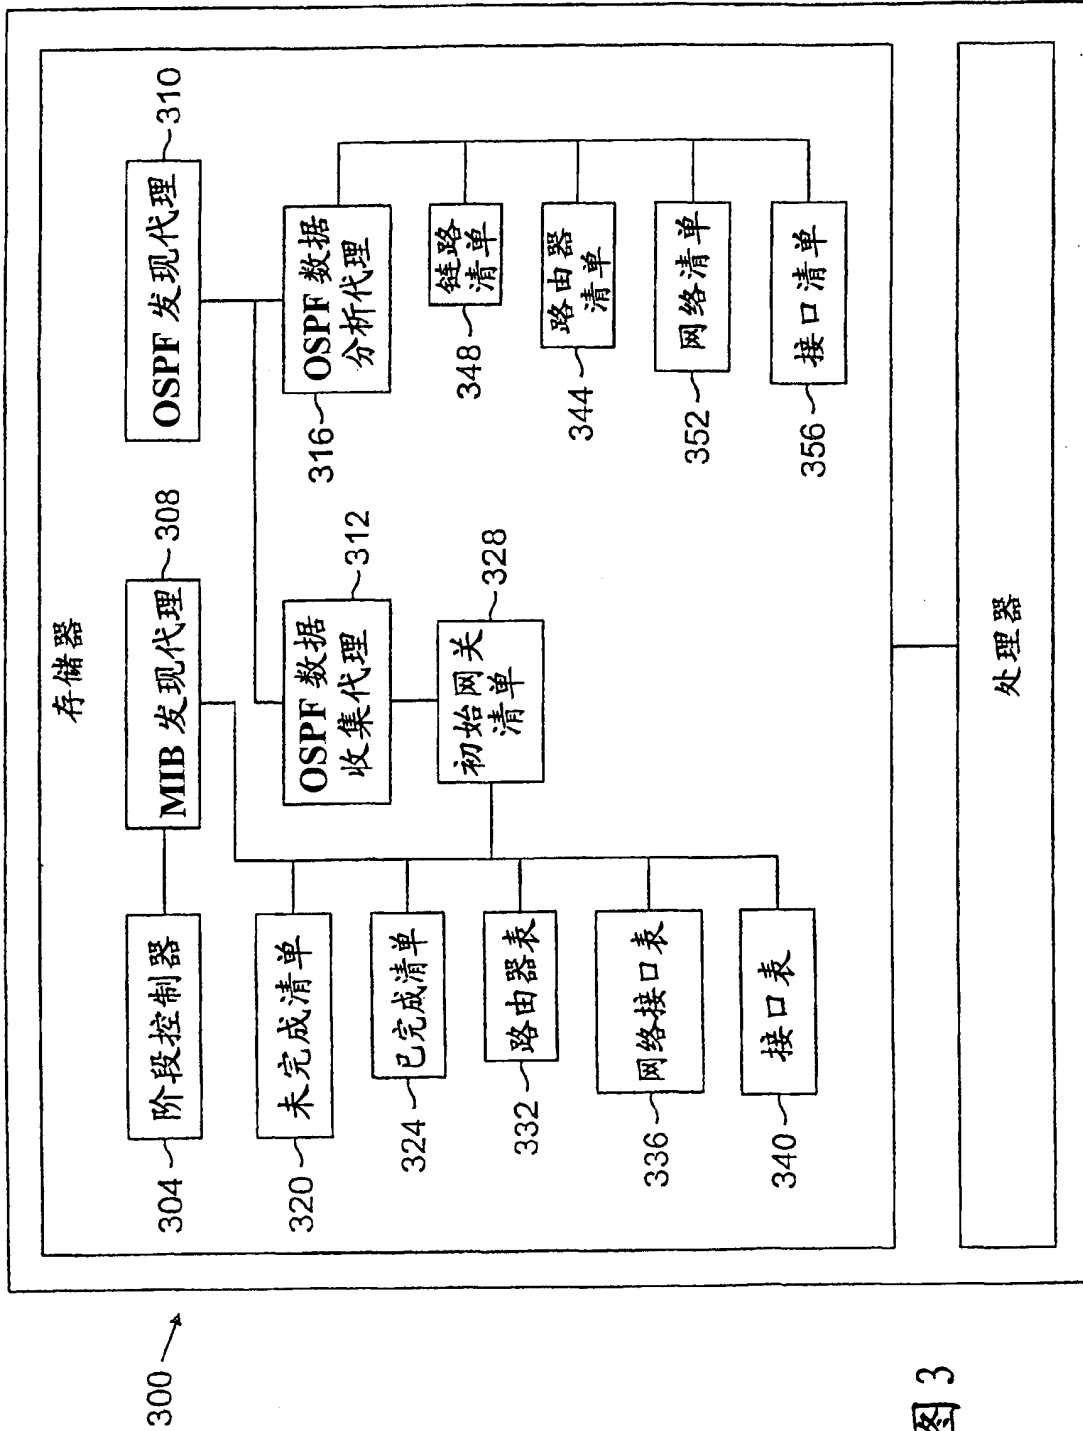 300
存储器
304
阶段控制器
MIB 发现代理
308
OSPF 发现代理
310
320
未完成清单
OSPF 数据
收集代理
312
316
OSPF 数据
分析代理
324
已完成清单
初始网关
清单
328
348
链路
清单
332
路由器表
344
路由器
清单
336
网络接口表
352
网络清单
340
接口表
356
接口清单
处理器
图 3